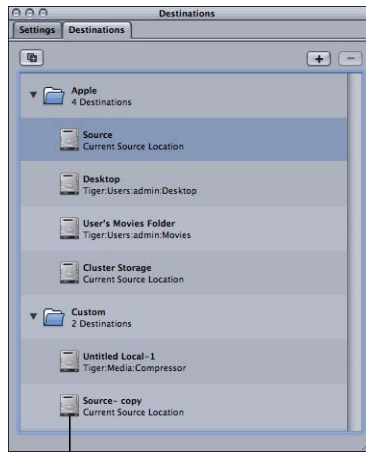 Destinations
Settings Destinations
Apple
4 Destinations
Source
Current Source Location
Desktop
Tiger:Users:admin:Desktop
User's Movies Folder
Tiger:Users:admin:Movies
Cluster Storage
Current Source Location
Custom
2 Destinations
Untitled Local-1
Tiger:Media:Compressor
Source- copy
Current Source Location